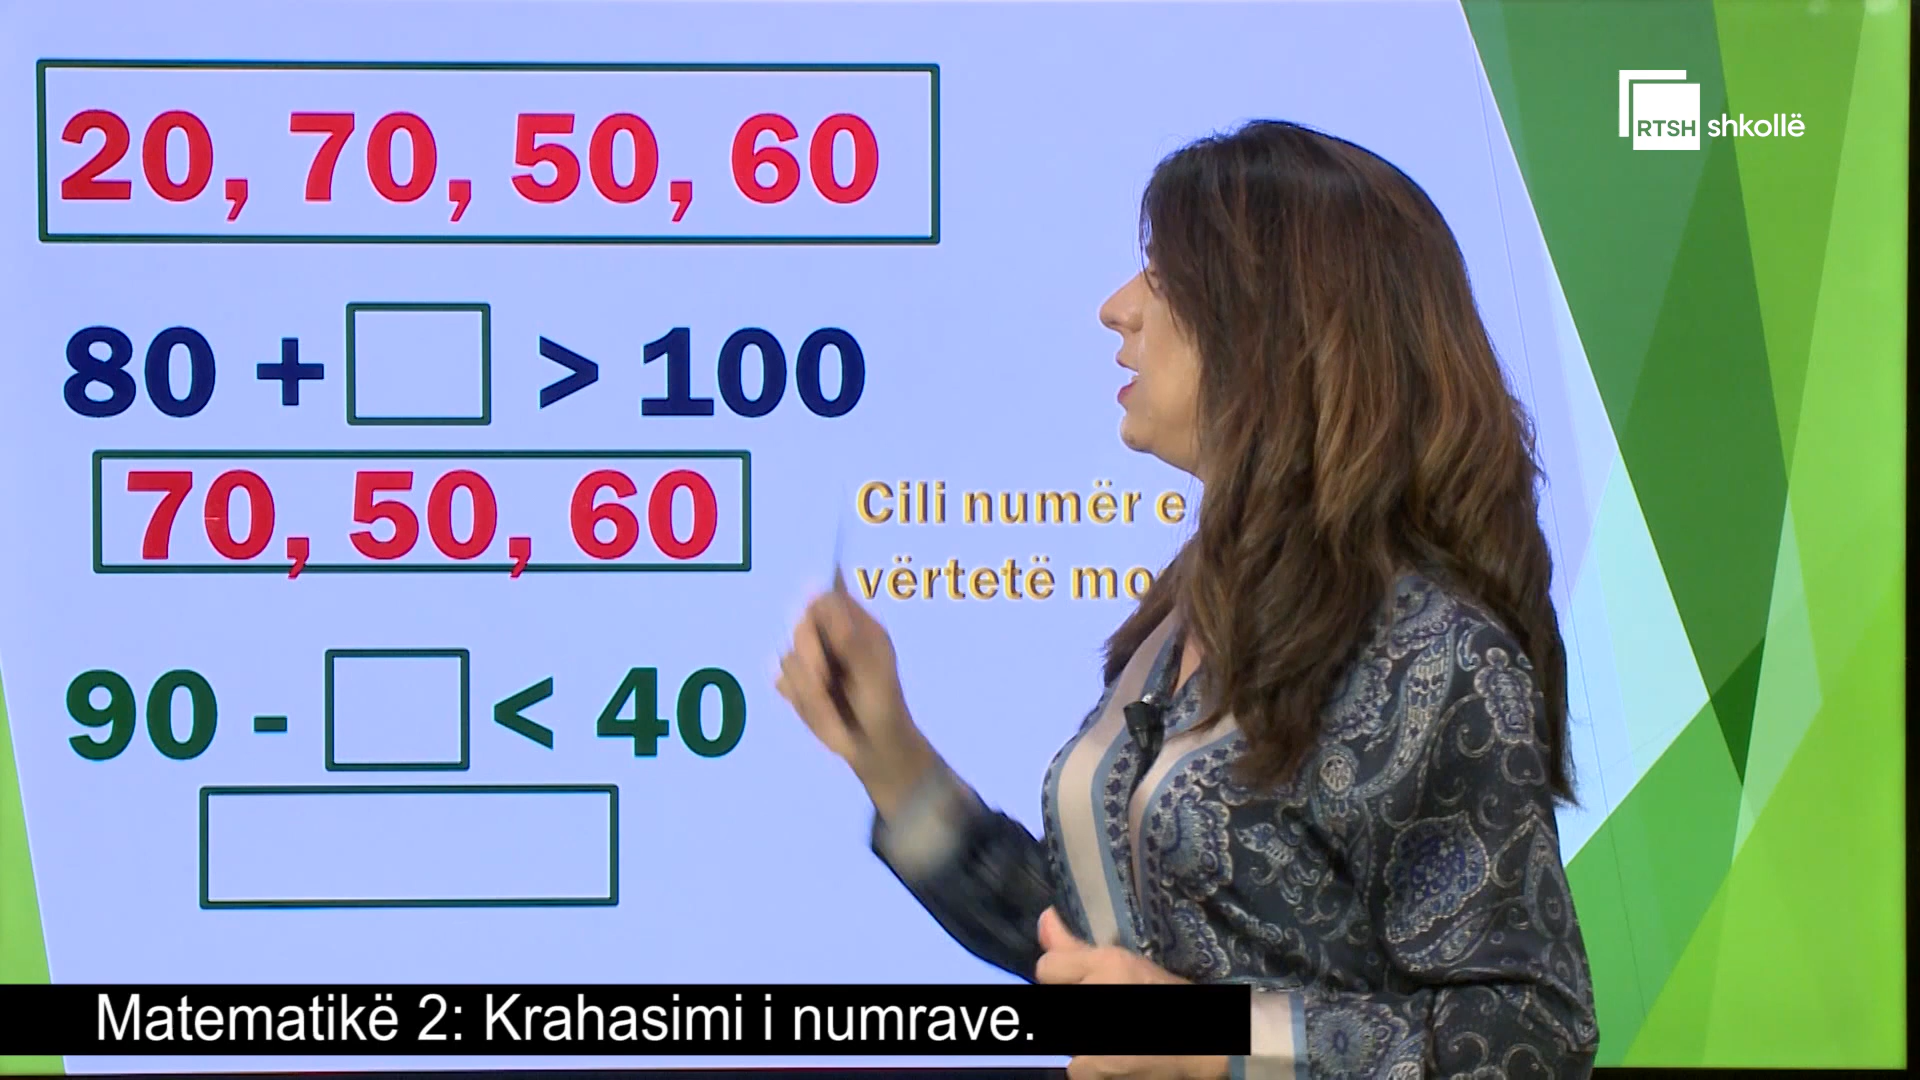 20, 70, 50, 60
RTSH shkollë
80 + > 100
70, 50, 60
Cili numër e
vërtetë
90 - < 40
Matematikë 2: Krahasimi i numrave.